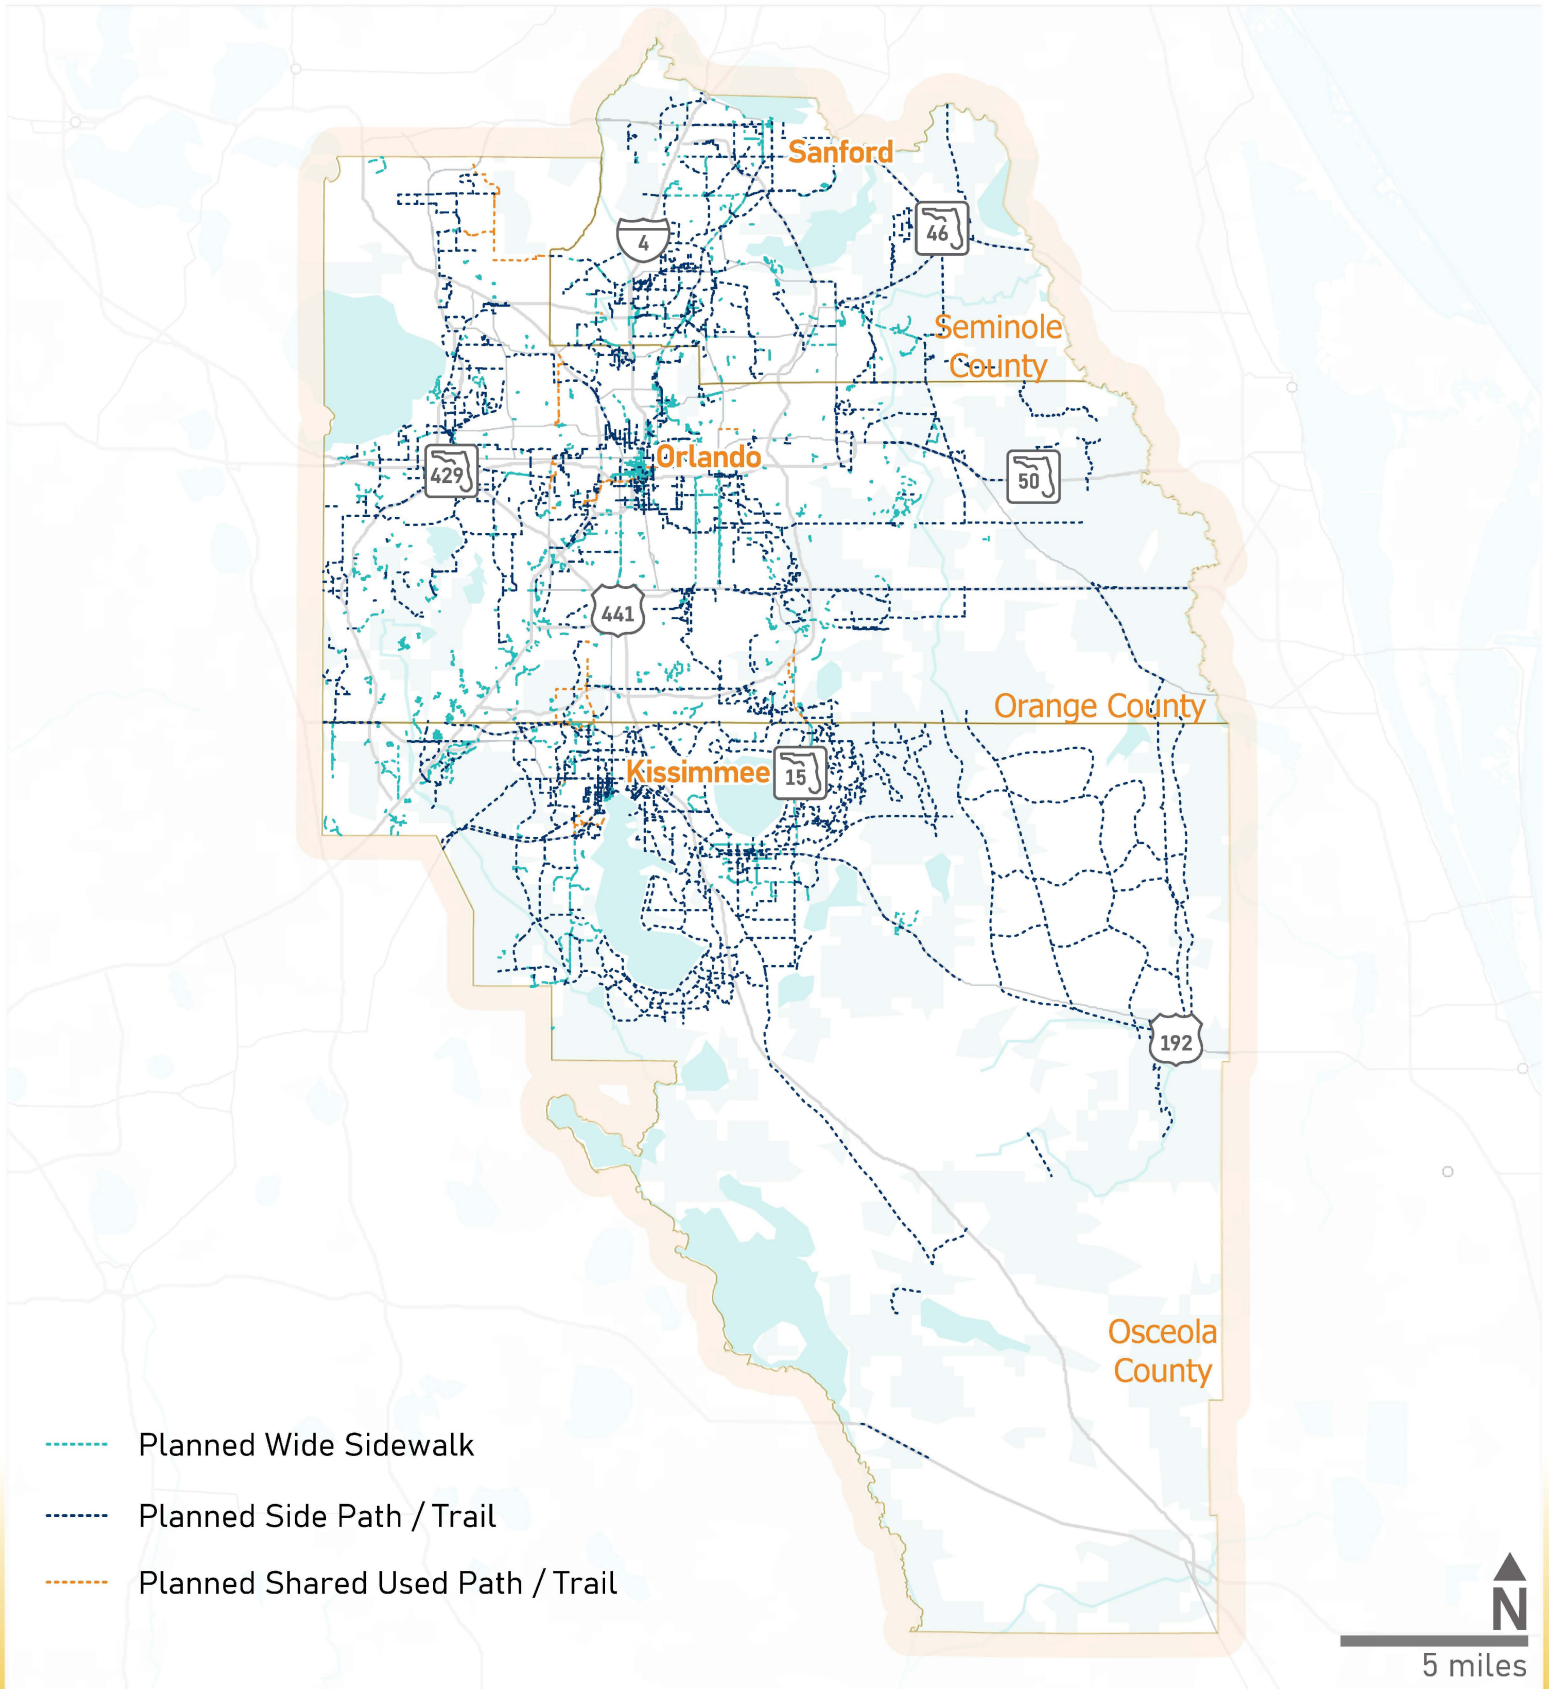 Sanford
46
4
Seminole
County
Orlando
429
50
441
Orange County
Kissimmee
15
192
Osceola
County
Planned Wide Sidewalk
Planned Side Path / Trail
Planned Shared Used Path / Trail
N
5 miles